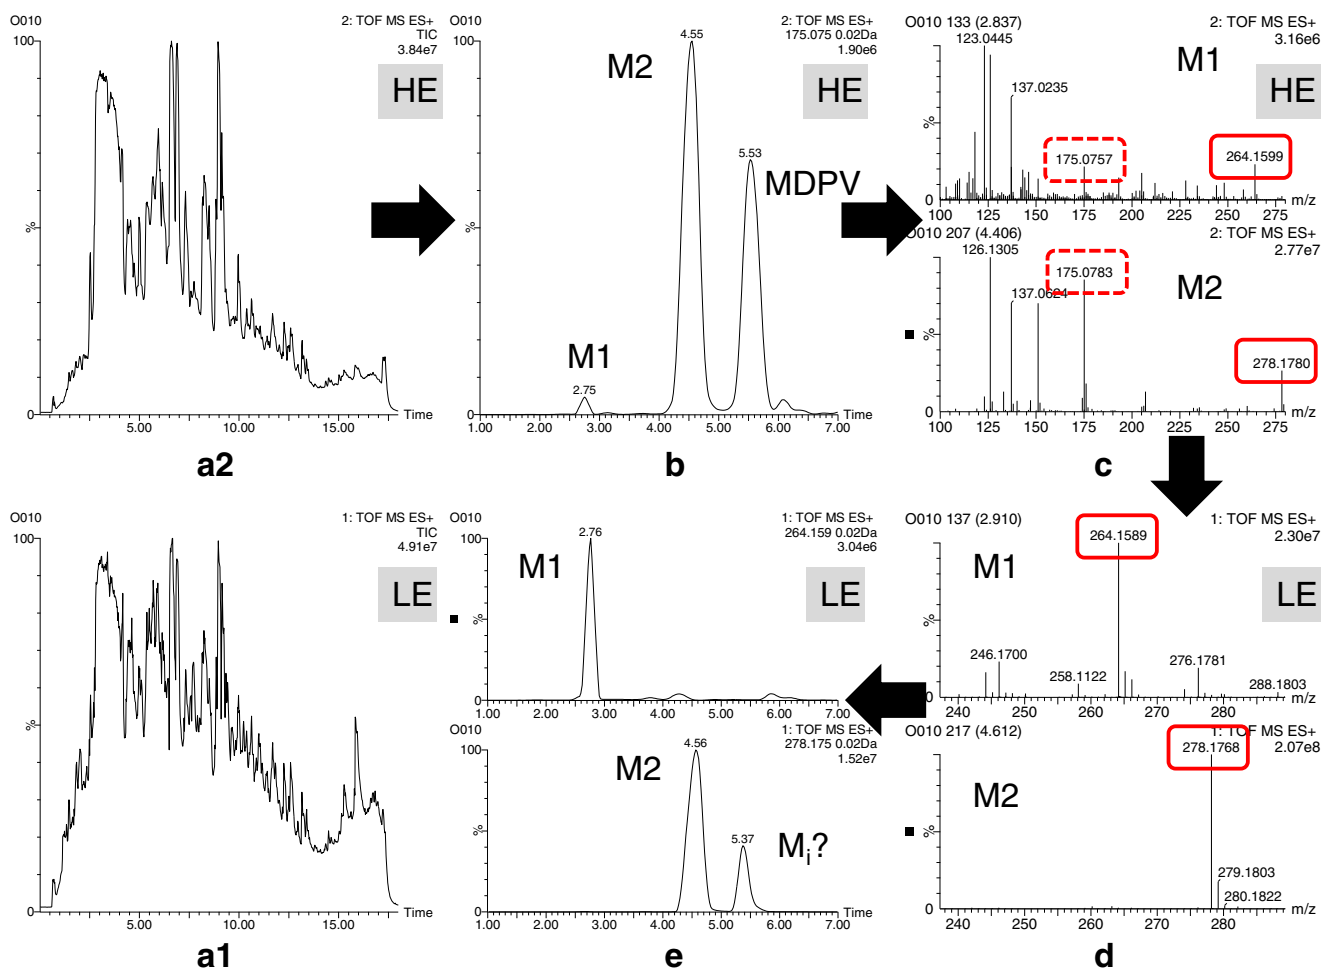 O010
2: TOF MS ES+
TIC
3.84e7
100
HE
%
0
5.00
10.00
15.00
Time
a2
O010
2: TOF MS ES+
175.075 0.02Da
1.90e6
100
4.55
M2
HE
5.53
MDPV
%
M1
2.75
0
1.00
2.00
3.00
4.00
5.00
6.00
7.00
Time
b
O010 133 (2.837)
2: TOF MS ES+
3.16e6
100
123.0445
M1
HE
137.0235
%
175.0757
264.1599
0
100
125
150
175
200
225
250
275
m/z
O010 207 (4.406)
2: TOF MS ES+
2.77e7
126.1305
175.0783
M2
137.0624
%
278.1780
0
100
125
150
175
200
225
250
275
m/z
c
O010
1: TOF MS ES+
TIC
4.91e7
100
LE
%
0
5.00
10.00
15.00
Time
a1
O010
1: TOF MS ES+
264.159 0.02Da
3.04e6
100
2.76
M1
LE
%
0
1.00
2.00
3.00
4.00
5.00
6.00
7.00
O010
1: TOF MS ES+
278.175 0.02Da
1.52e7
100
4.56
M2
5.37
Mi?
%
0
1.00
2.00
3.00
4.00
5.00
6.00
7.00
Time
e
O010 137 (2.910)
1: TOF MS ES+
2.30e7
100
264.1589
M1
LE
%
246.1700
258.1122
276.1781
288.1803
0
240
250
260
270
280
m/z
O010 217 (4.612)
1: TOF MS ES+
2.07e8
278.1768
M2
%
279.1803
280.1822
0
240
250
260
270
280
m/z
d